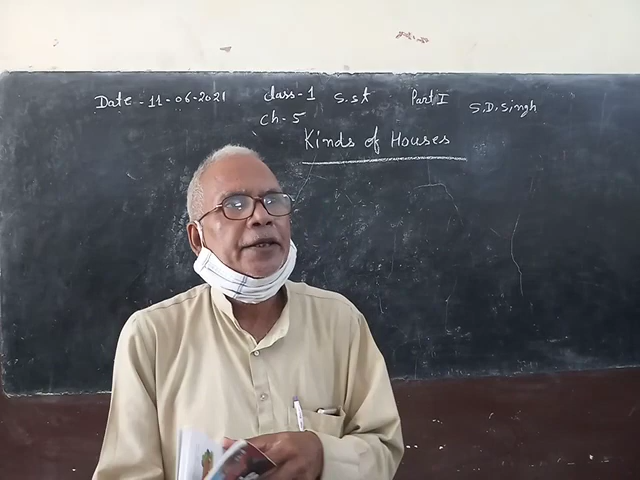 Date - 11-06-2021 Class - 1 S.st Part I S.D. Singh
Ch - 5
Kinds of Houses